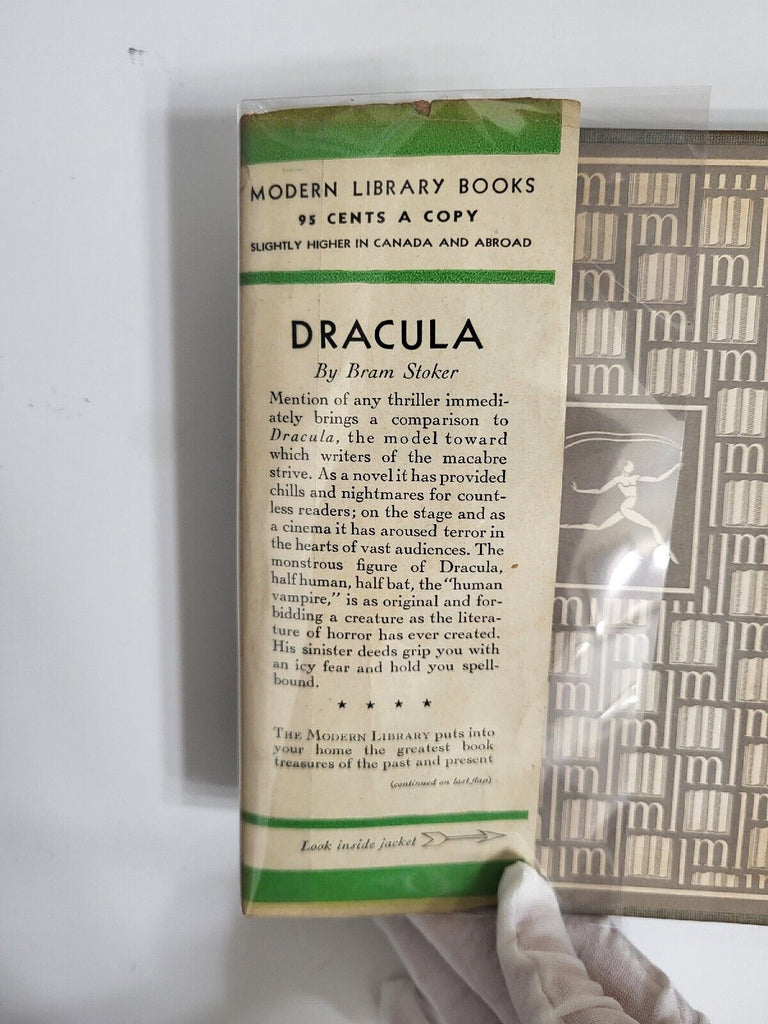 MODERN LIBRARY BOOKS
95 CENTS A COPY
SLIGHTLY HIGHER IN CANADA AND ABROAD
DRACULA
By Bram Stoker
Mention of any thriller immedi-
ately brings a comparison to
Dracula, the model toward
which writers of the macabre
strive. As a novel it has provided
chills and nightmares for count-
less readers; on the stage and as
a cinema it has aroused terror in
the hearts of vast audiences. The
monstrous figure of Dracula,
half human, half bat, the "human
vampire," is as original and for-
bidding a creature as the litera-
ture of horror has ever created.
His sinister deeds grip you with
an icy fear and hold you spell-
bound.
★ ★ ★ ★
THE MODERN LIBRARY puts into
your home the greatest book
treasures of the past and present
(continued on last flap)
Look inside jacket